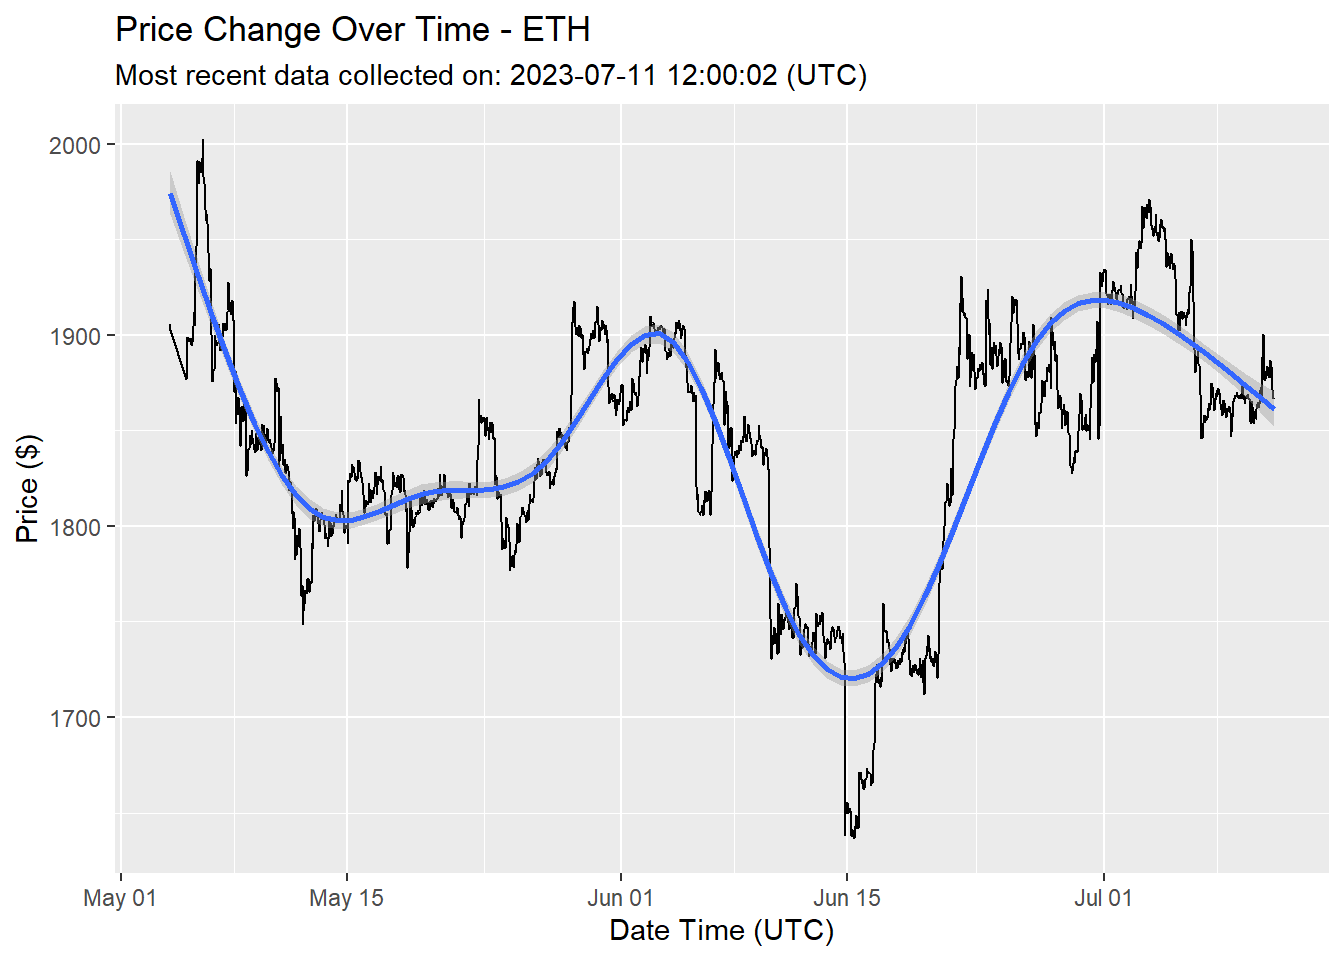 Price Change Over Time - ETH
Most recent data collected on: 2023-07-11 12:00:02 (UTC)
2000
1900
1800
1700
Price ($)
May 01
May 15
Jun 01
Jun 15
Jul 01
Date Time (UTC)